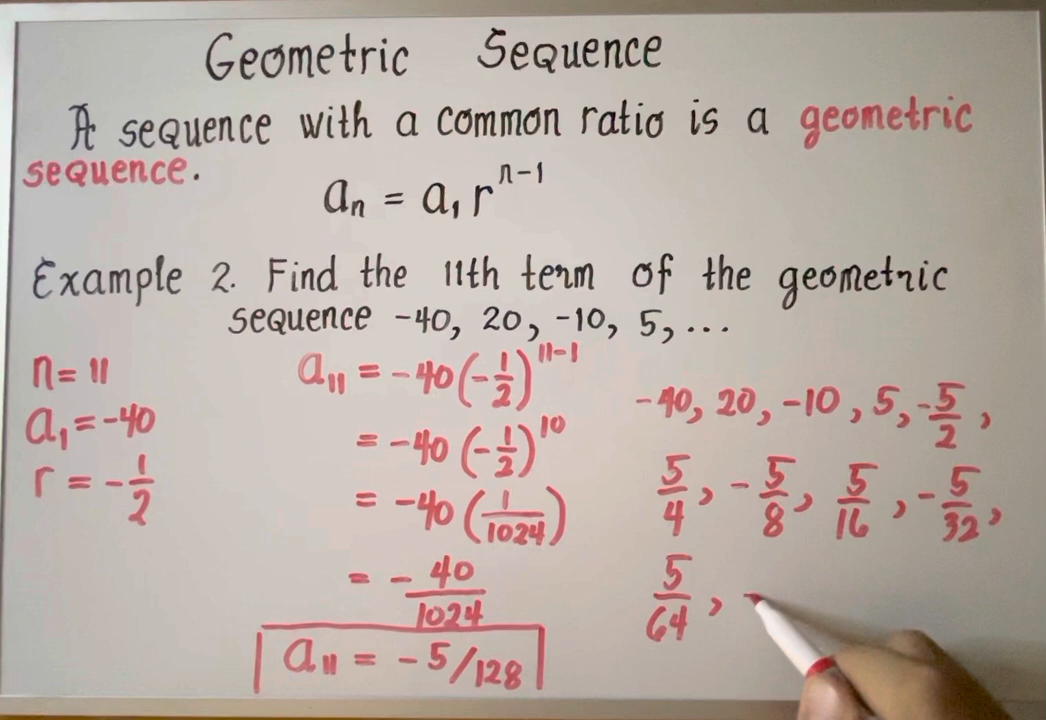 Geometric Sequence
A sequence with a common ratio is a geometric
sequence.
aₙ = a₁ rⁿ⁻¹
Example 2. Find the 11th term of the geometric
sequence -40, 20, -10, 5, ...
n = 11
a₁ = -40
r = -1/2
a₁₁ = -40(-1/2)¹¹⁻¹
= -40(-1/2)¹⁰
= -40(1/1024)
= - 40/1024
a₁₁ = -5/128
-40, 20, -10, 5, -5/2,
5/4, -5/8, 5/16, -5/32,
5/64, -